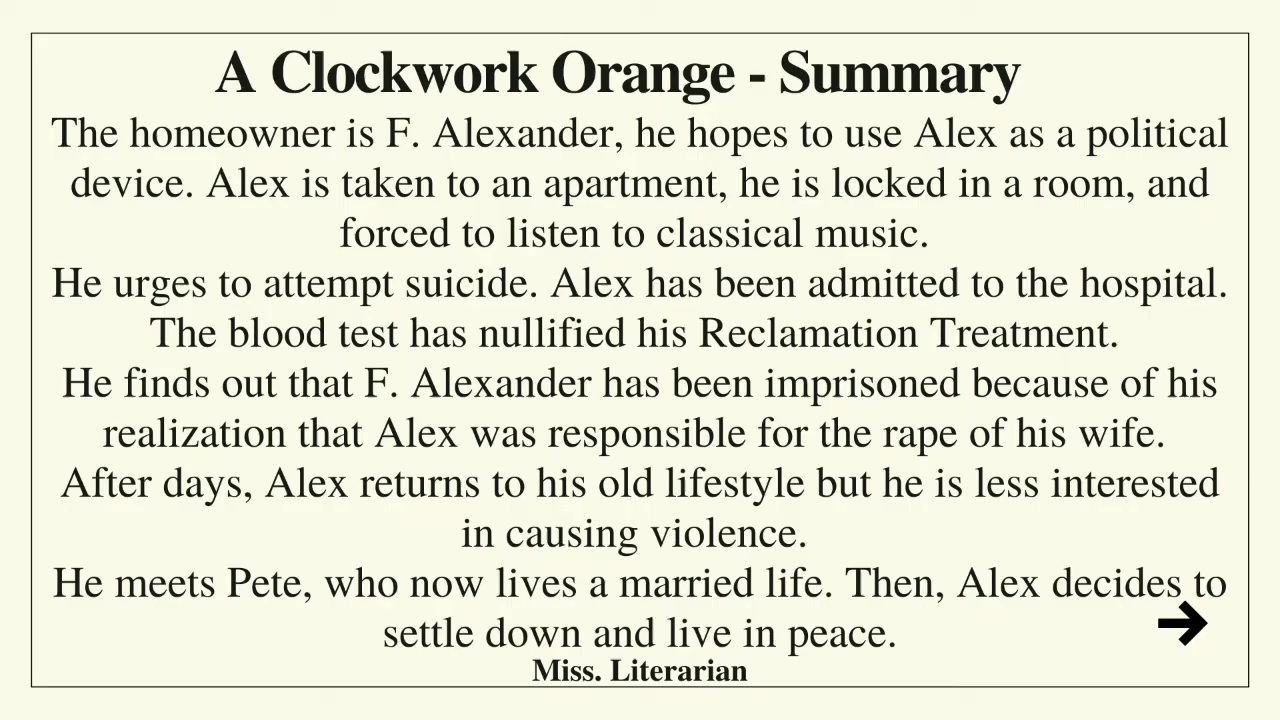 A Clockwork Orange - Summary
The homeowner is F. Alexander, he hopes to use Alex as a political
device. Alex is taken to an apartment, he is locked in a room, and
forced to listen to classical music.
He urges to attempt suicide. Alex has been admitted to the hospital.
The blood test has nullified his Reclamation Treatment.
He finds out that F. Alexander has been imprisoned because of his
realization that Alex was responsible for the rape of his wife.
After days, Alex returns to his old lifestyle but he is less interested
in causing violence.
He meets Pete, who now lives a married life. Then, Alex decides to
settle down and live in peace.
Miss. Literarian